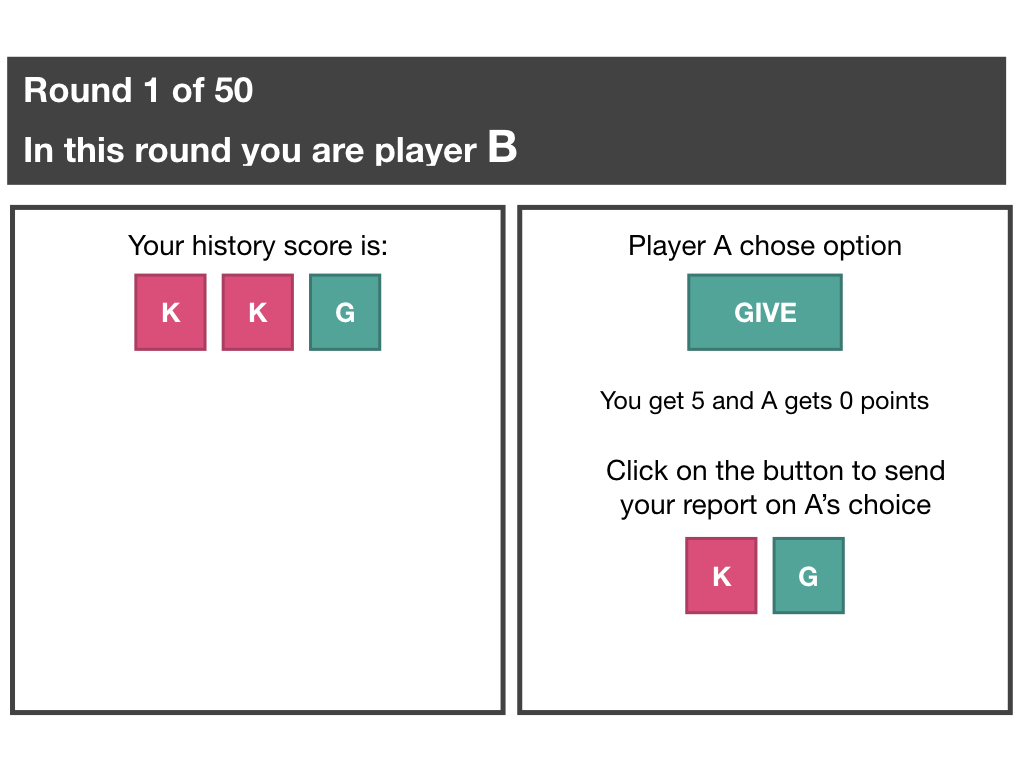 Round 1 of 50
In this round you are player B
Your history score is:
K K G
Player A chose option
GIVE
You get 5 and A gets 0 points
Click on the button to send
your report on A’s choice
K G